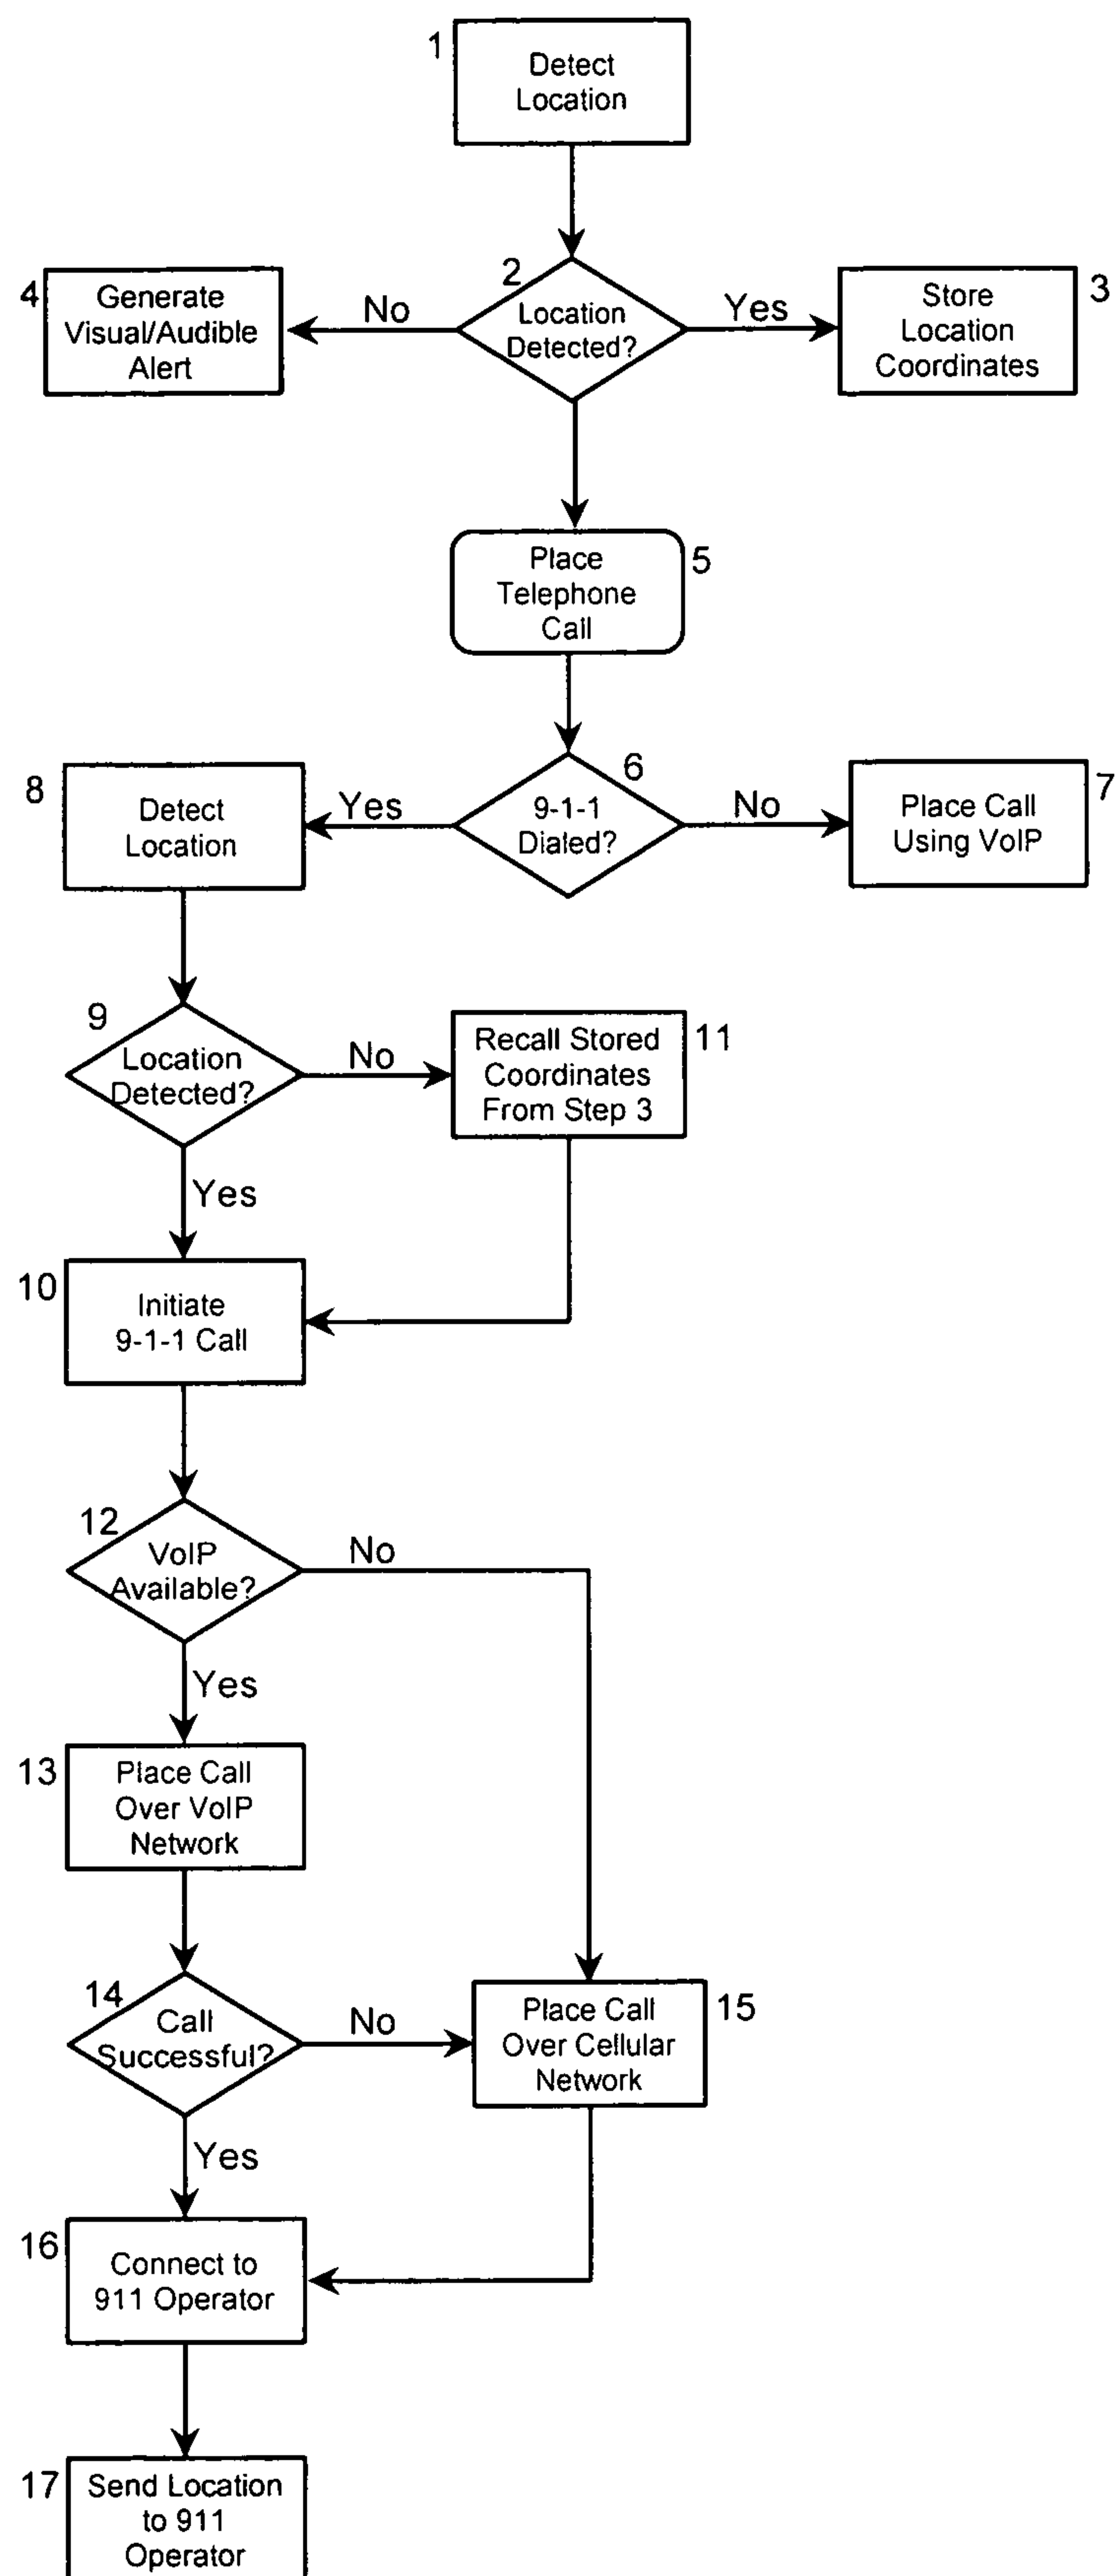 1
Detect
Location
2
Location
Detected?
No
Yes
4
Generate
Visual/Audible
Alert
Store
Location
Coordinates
3
Place
Telephone
Call
5
6
9-1-1
Dialed?
Yes
No
8
Detect
Location
Place Call
Using VoIP
7
9
Location
Detected?
No
Recall Stored
Coordinates
From Step 3
11
Yes
10
Initiate
9-1-1 Call
12
VoIP
Available?
No
Yes
13
Place Call
Over VoIP
Network
14
Call
Successful?
No
Place Call
Over Cellular
Network
15
Yes
16
Connect to
911 Operator
17
Send Location
to 911
Operator